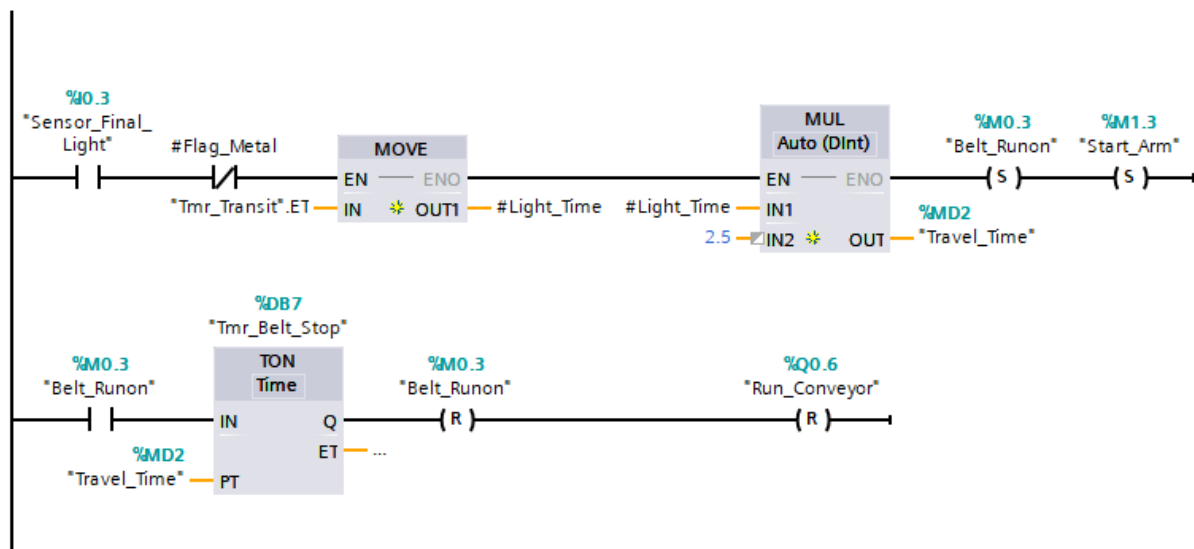 %I0.3
"Sensor_Final_
Light"
#Flag_Metal
MOVE
EN ENO
"Tmr_Transit".ET IN OUT1 #Light_Time
MUL
Auto (DInt)
EN ENO
#Light_Time IN1
2.5 IN2 OUT
%MD2
"Travel_Time"
%M0.3
"Belt_Runon"
S
%M1.3
"Start_Arm"
S
%DB7
"Tmr_Belt_Stop"
%M0.3
"Belt_Runon"
TON
Time
IN Q
ET ...
%MD2
"Travel_Time" PT
%M0.3
"Belt_Runon"
R
%Q0.6
"Run_Conveyor"
R